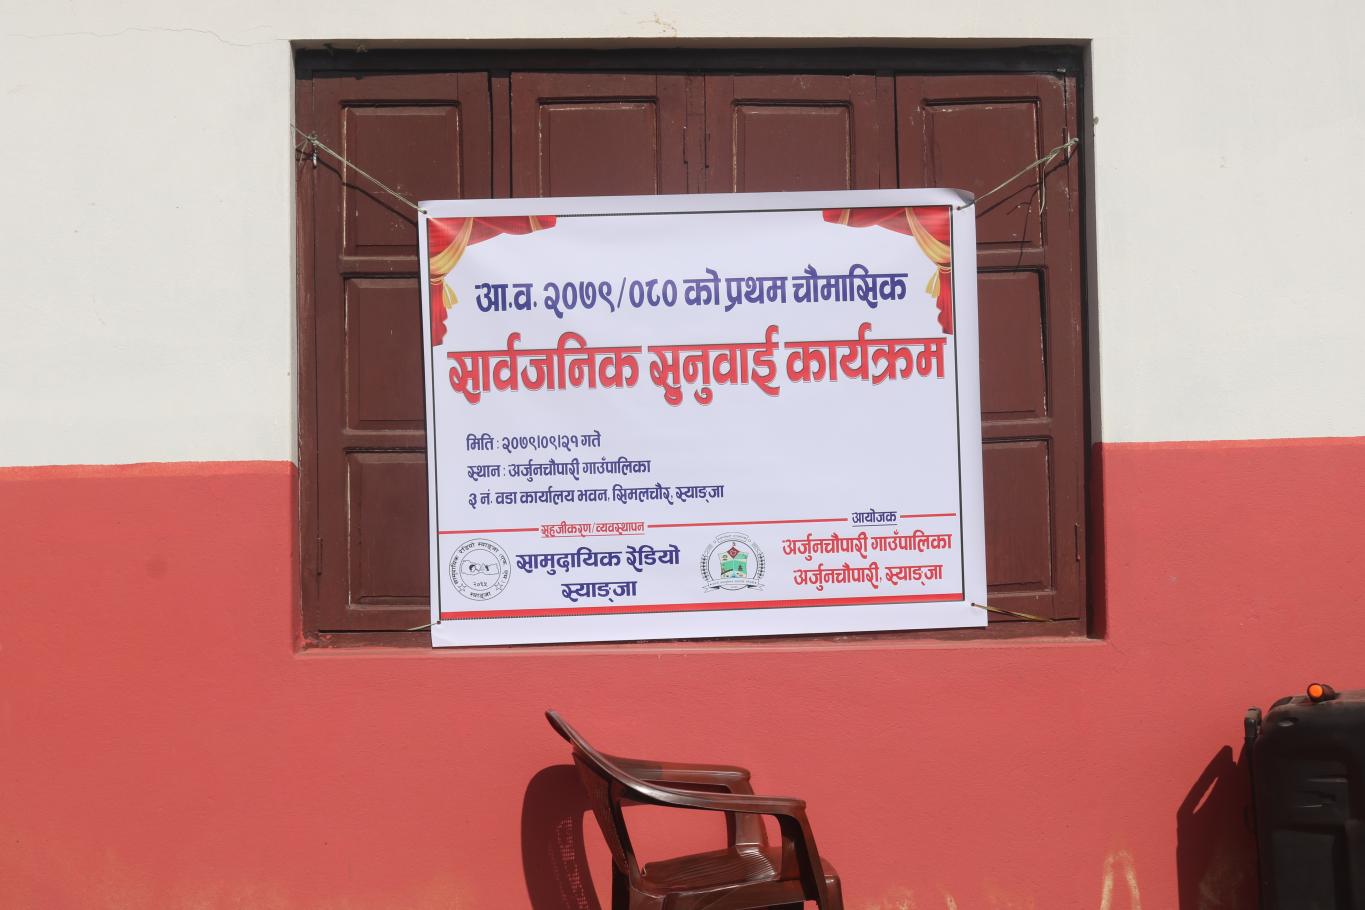 आ.व. २०७९/०८० को प्रथम चौमासिक
सार्वजनिक सुनुवाई कार्यक्रम
मिति : २०७९।०९।२१ गते
स्थान : अर्जुनचौपारी गाउँपालिका
३ नं. वडा कार्यालय भवन, सिमलचौर, स्याङ्जा
सहजीकरण/व्यवस्थापन
सामुदायिक रेडियो
स्याङ्जा
आयोजक
अर्जुनचौपारी गाउँपालिका
अर्जुनचौपारी, स्याङ्जा